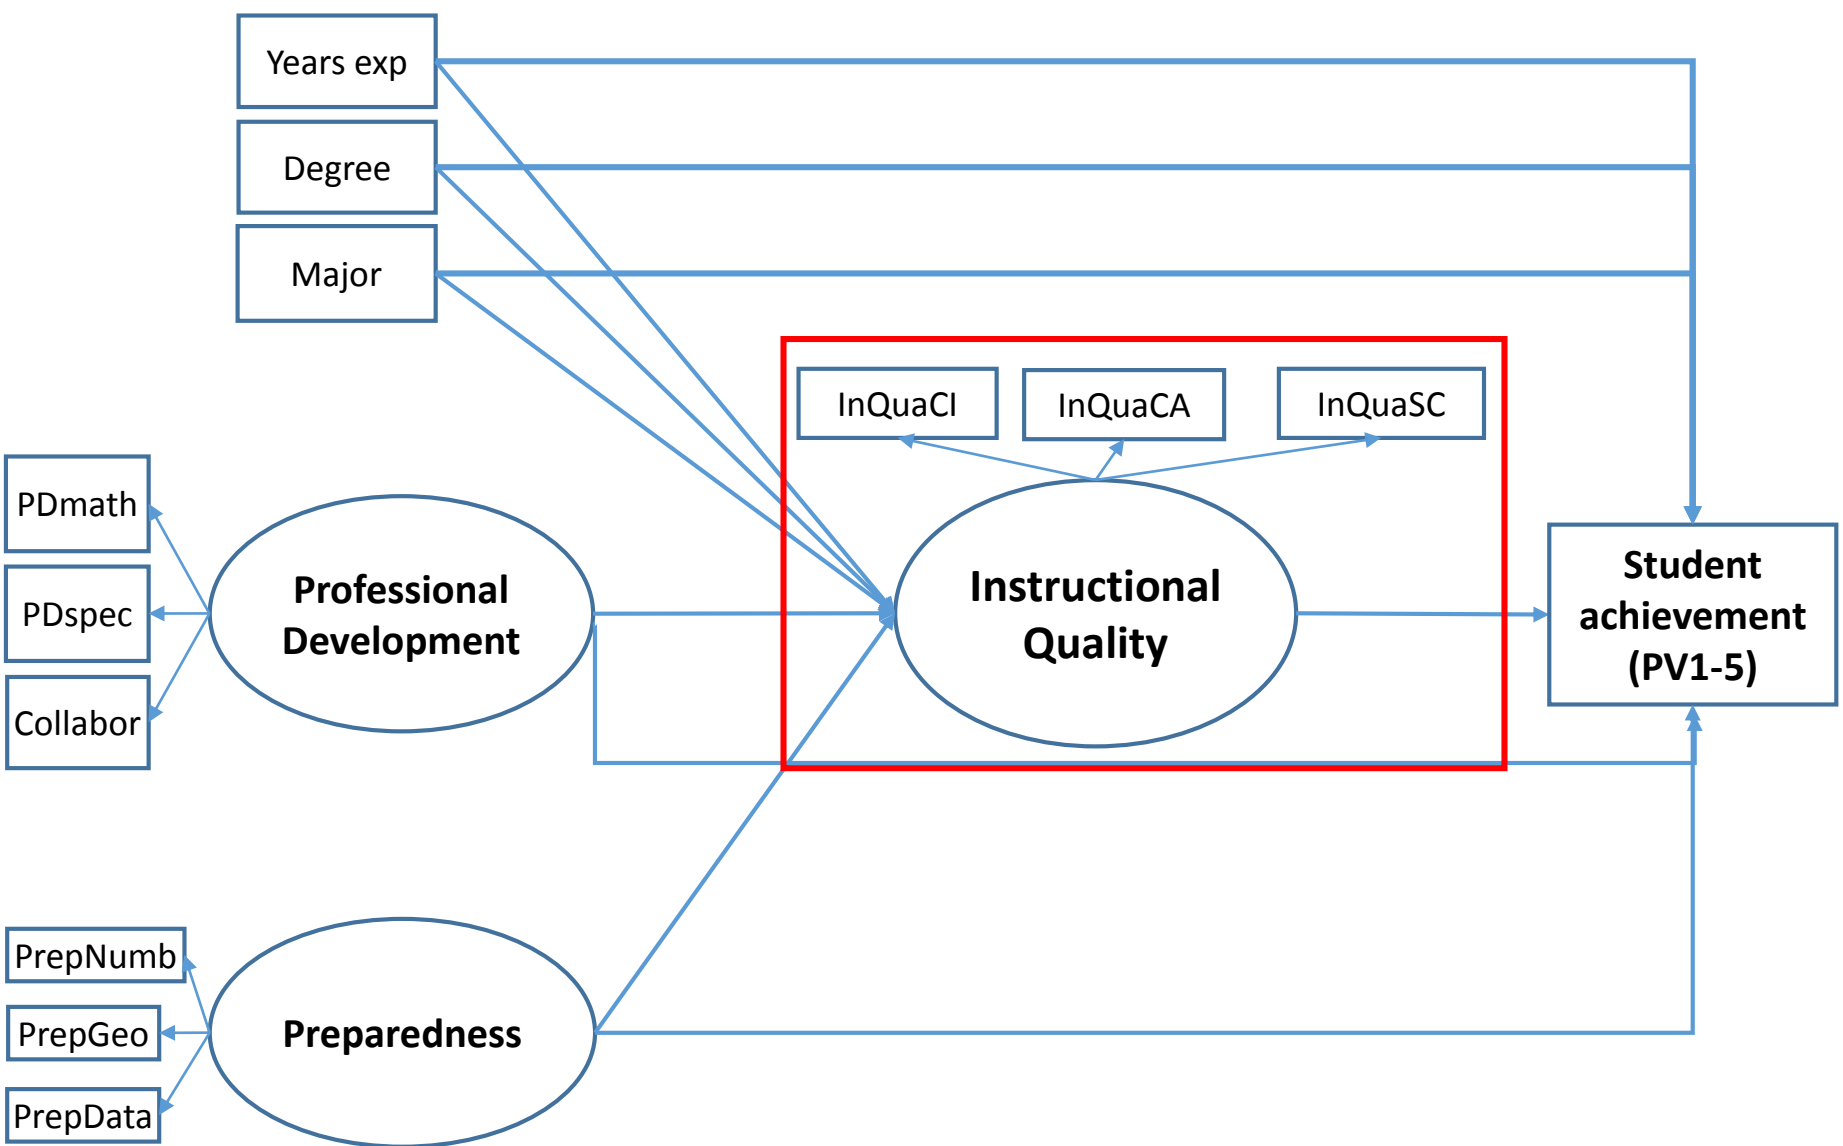 Years exp
Degree
Major
InQuaCI
InQuaCA
InQuaSC
PDmath
PDspec
Collabor
Professional
Development
Instructional
Quality
Student
achievement
(PV1-5)
PrepNumb
PrepGeo
PrepData
Preparedness